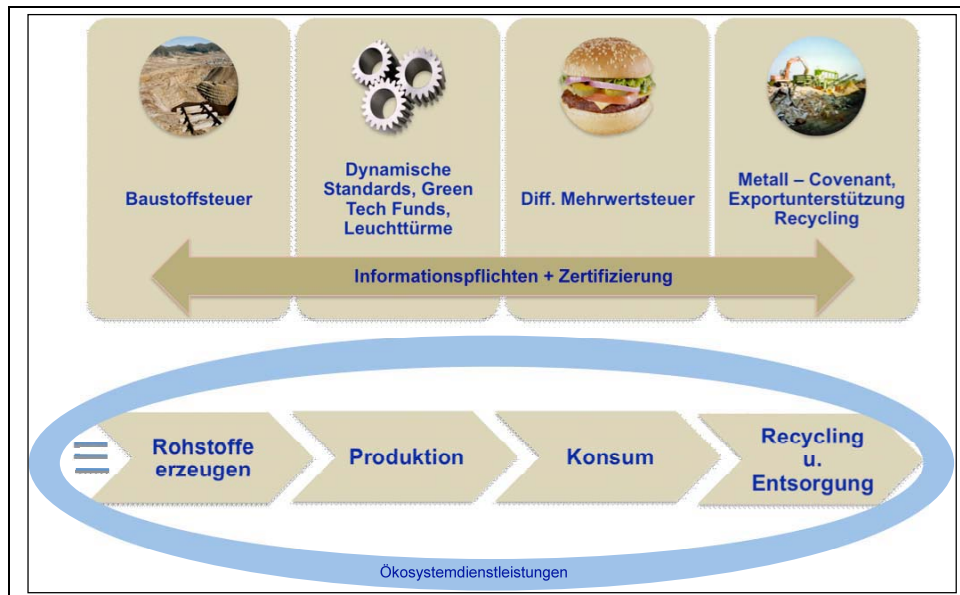 Baustoffsteuer
Dynamische
Standards, Green
Tech Funds,
Leuchttürme
Diff. Mehrwertsteuer
Metall – Covenant,
Exportunterstützung
Recycling
Informationspflichten + Zertifizierung
Rohstoffe
erzeugen
Produktion
Konsum
Recycling
u.
Entsorgung
Ökosystemdienstleistungen